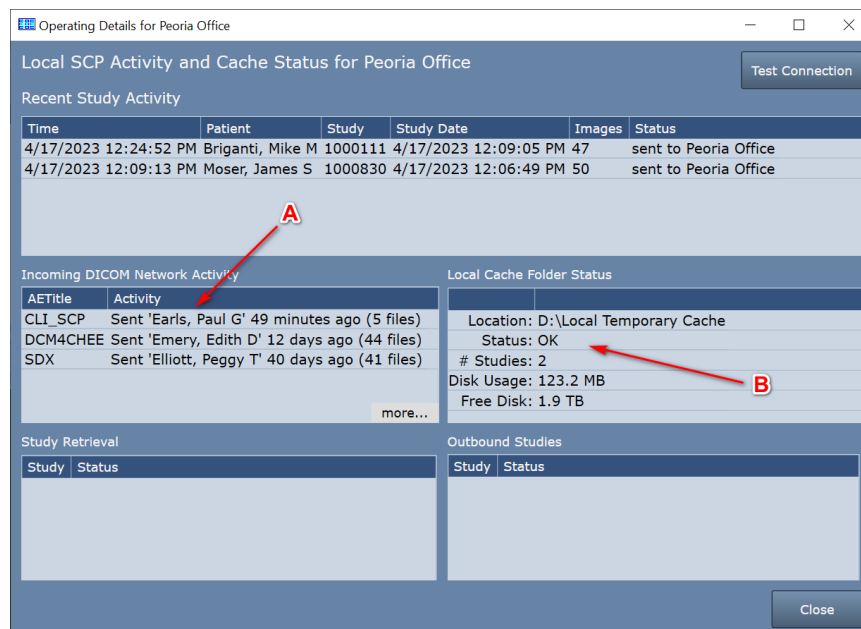 Operating Details for Peoria Office
Local SCP Activity and Cache Status for Peoria Office
Test Connection
Recent Study Activity
Time Patient Study Study Date Images Status
4/17/2023 12:24:52 PM Briganti, Mike M 1000111 4/17/2023 12:09:05 PM 47 sent to Peoria Office
4/17/2023 12:09:13 PM Moser, James S 1000830 4/17/2023 12:06:49 PM 50 sent to Peoria Office
A
Incoming DICOM Network Activity
AETitle Activity
CLI_SCP Sent 'Earls, Paul G' 49 minutes ago (5 files)
DCM4CHEE Sent 'Emery, Edith D' 12 days ago (44 files)
SDX Sent 'Elliott, Peggy T' 40 days ago (41 files)
more...
Local Cache Folder Status
Location: D:\Local Temporary Cache
Status: OK
# Studies: 2
Disk Usage: 123.2 MB
Free Disk: 1.9 TB
B
Study Retrieval
Study Status
Outbound Studies
Study Status
Close